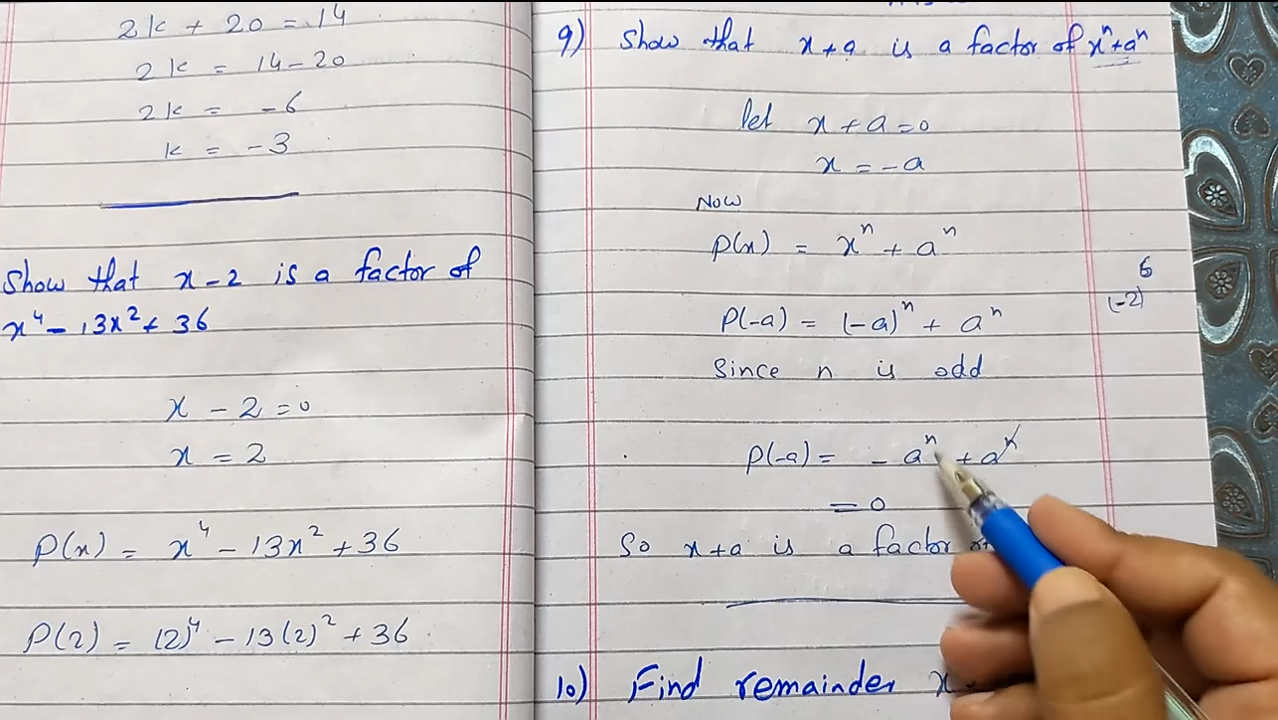 2k + 20 = 14
2k = 14-20
2k = -6
k = -3
Show that x-2 is a factor of
x⁴ - 13x² + 36
x - 2 = 0
x = 2
P(x) = x⁴ - 13x² + 36
P(2) = (2)⁴ - 13(2)² + 36
9) Show that x+a is a factor of xⁿ+aⁿ
let x + a = 0
x = -a
Now
P(x) = xⁿ + aⁿ
6
(-2)
P(-a) = (-a)ⁿ + aⁿ
Since n is odd
P(-a) = - aⁿ + aⁿ
= 0
So x+a is a factor
10) Find remainder x